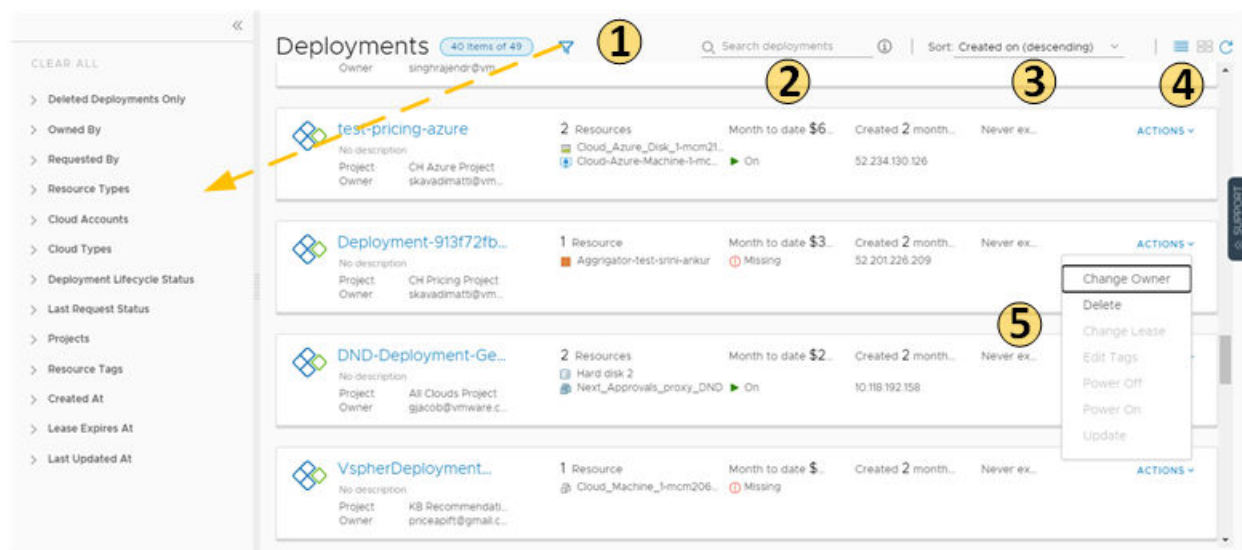 «
CLEAR ALL
> Deleted Deployments Only
> Owned By
> Requested By
> Resource Types
> Cloud Accounts
> Cloud Types
> Deployment Lifecycle Status
> Last Request Status
> Projects
> Resource Tags
> Created At
> Lease Expires At
> Last Updated At
Deployments 40 items of 49 1 Search deployments Sort: Created on (descending)
2 3 4
Owner singhrajendr@vm...
test-pricing-azure 2 Resources Month to date $6... Created 2 month... Never ex... ACTIONS
No description Cloud_Azure_Disk_1-mcm21...
Project CH Azure Project Cloud-Azure-Machine-1-mc... On 52.234.130.126
Owner skavadimatti@vm...
SUPPORT
Deployment-913f72fb... 1 Resource Month to date $3... Created 2 month... Never ex... ACTIONS
No description Aggrigator-test-srini-ankur Missing 52.201.226.209
Project CH Pricing Project
Owner skavadimatti@vm...
Change Owner
Delete
Change Lease
Edit Tags
Power Off
Power On
Update
5
DND-Deployment-Ge... 2 Resources Month to date $2... Created 2 month... Never ex...
No description Hard disk 2
Project All Clouds Project Next_Approvals_proxy_DND On 10.118.192.158
Owner gjacob@vmware.c...
VspherDeployment... 1 Resource Month to date $... Created 2 month... Never ex... ACTIONS
No description Cloud_Machine_1-mcm206... Missing
Project KB Recommendati...
Owner priceapift@gmail.c...